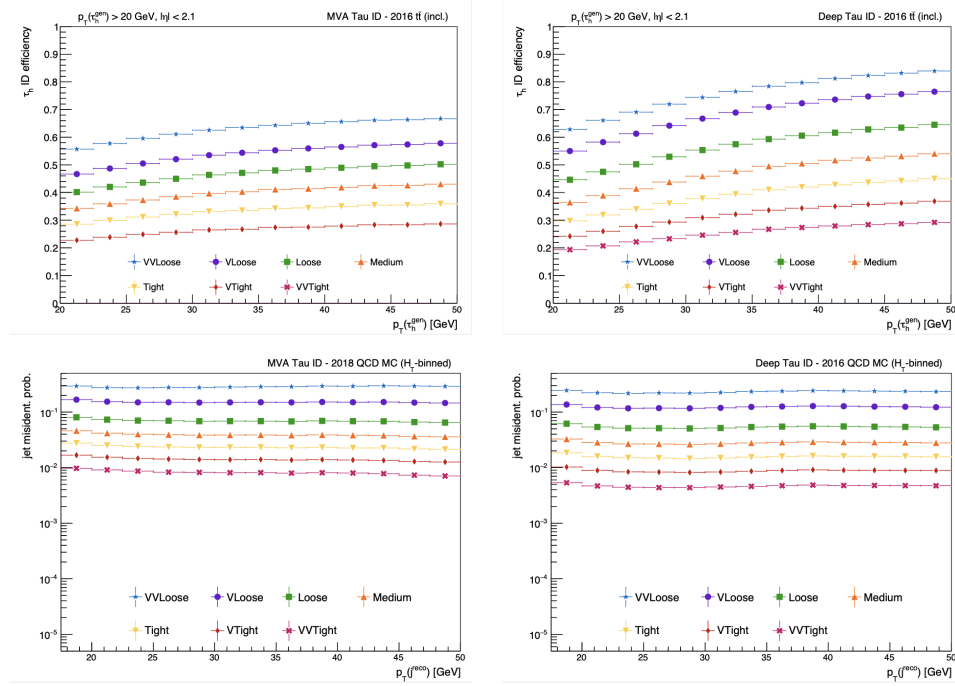 p_T(τ_h^gen) > 20 GeV, |η| < 2.1 MVA Tau ID - 2016 tt̄ (incl.)
τ_h ID efficiency
1
0.9
0.8
0.7
0.6
0.5
0.4
0.3
0.2
0.1
0
VVLoose VLoose Loose Medium
Tight VTight VVTight
20 25 30 35 40 45 50
p_T(τ_h^gen) [GeV]
p_T(τ_h^gen) > 20 GeV, |η| < 2.1 Deep Tau ID - 2016 tt̄ (incl.)
τ_h ID efficiency
1
0.9
0.8
0.7
0.6
0.5
0.4
0.3
0.2
0.1
0
VVLoose VLoose Loose Medium
Tight VTight VVTight
20 25 30 35 40 45 50
p_T(τ_h^gen) [GeV]
MVA Tau ID - 2018 QCD MC (H_T-binned)
jet misident. prob.
10^-1
10^-2
10^-3
10^-4
10^-5
VVLoose VLoose Loose Medium
Tight VTight VVTight
20 25 30 35 40 45 50
p_T(j^reco) [GeV]
Deep Tau ID - 2016 QCD MC (H_T-binned)
jet misident. prob.
10^-1
10^-2
10^-3
10^-4
10^-5
VVLoose VLoose Loose Medium
Tight VTight VVTight
20 25 30 35 40 45 50
p_T(j^reco) [GeV]